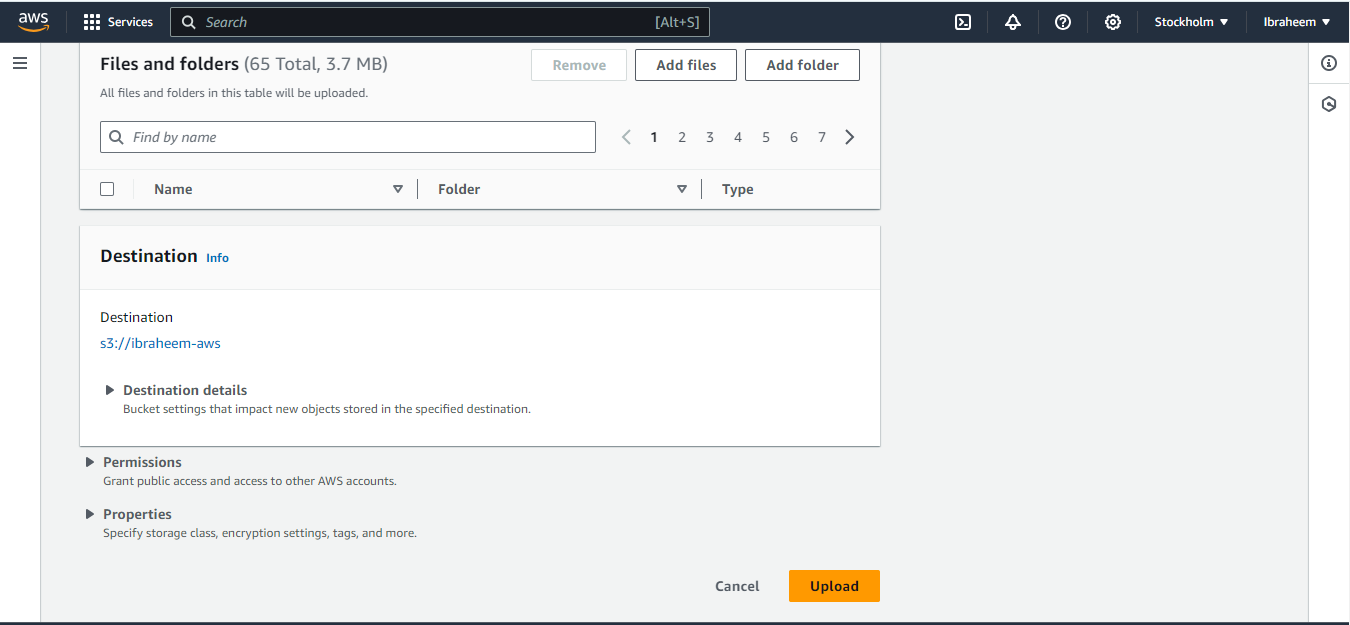 aws
Services
Search
[Alt+S]
Stockholm
Ibraheem
Files and folders (65 Total, 3.7 MB)
Remove
Add files
Add folder
All files and folders in this table will be uploaded.
Find by name
1 2 3 4 5 6 7
Name
Folder
Type
Destination Info
Destination
s3://ibraheem-aws
Destination details
Bucket settings that impact new objects stored in the specified destination.
Permissions
Grant public access and access to other AWS accounts.
Properties
Specify storage class, encryption settings, tags, and more.
Cancel
Upload